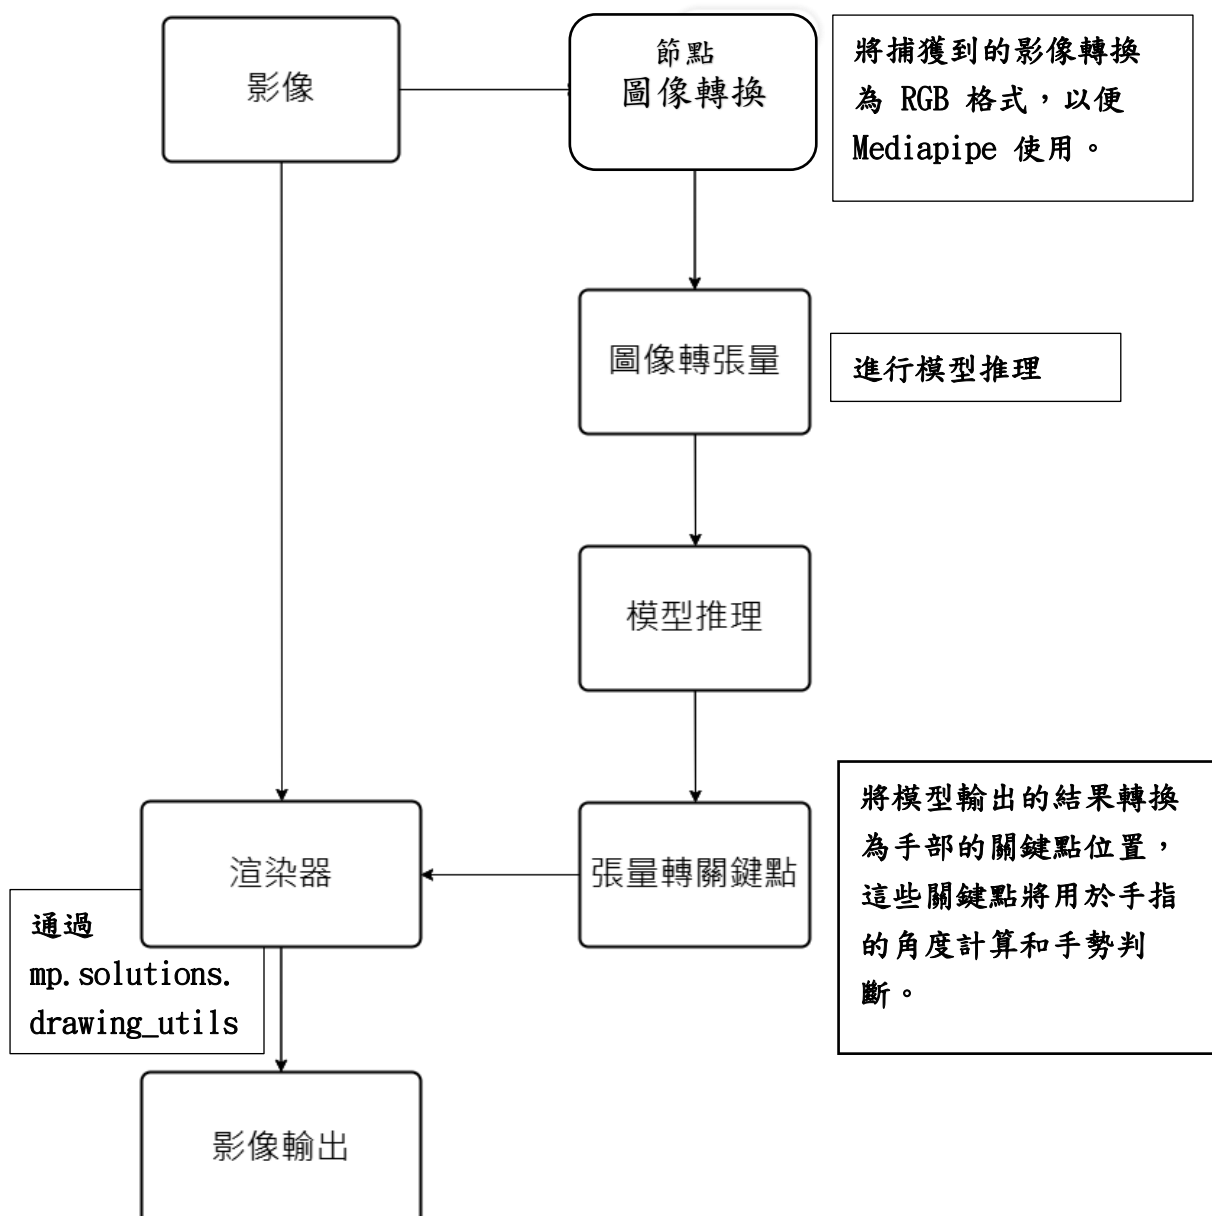 影像
節點
圖像轉換
將捕獲到的影像轉換
為 RGB 格式，以便
Mediapipe 使用。
圖像轉張量
進行模型推理
模型推理
渲染器
張量轉關鍵點
將模型輸出的結果轉換
為手部的關鍵點位置，
這些關鍵點將用於手指
的角度計算和手勢判
斷。
通過
mp.solutions.
drawing_utils
影像輸出